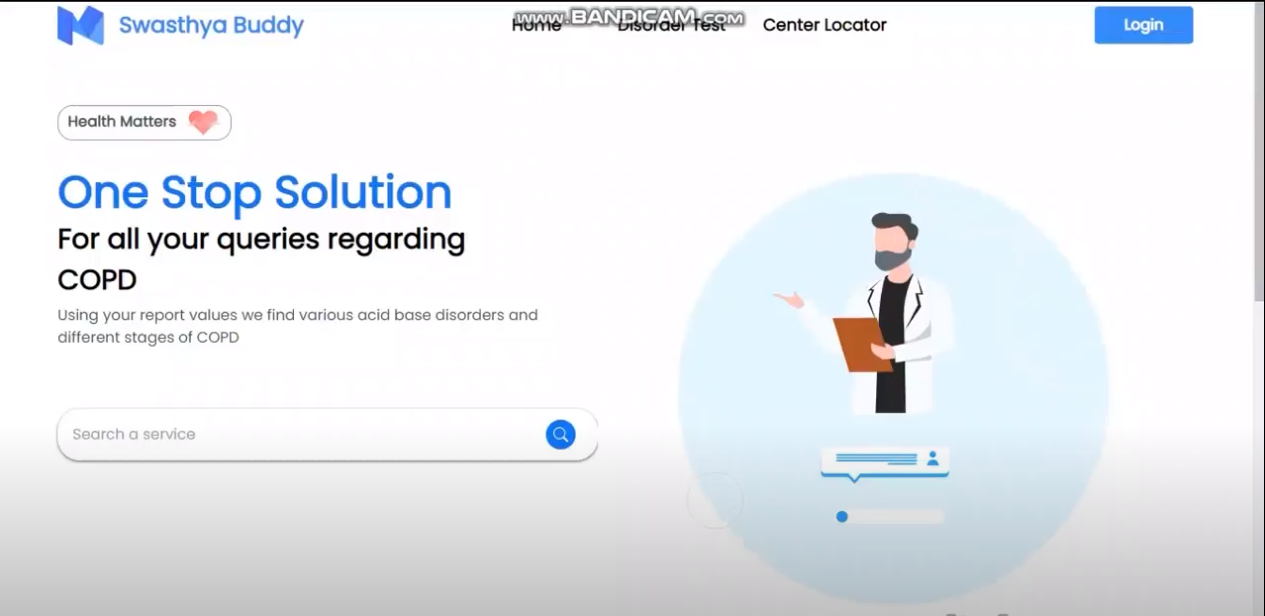 Swasthya Buddy
www.BANDICAM.com
Home
Disorder Test
Center Locator
Login
Health Matters
One Stop Solution
For all your queries regarding
COPD
Using your report values we find various acid base disorders and
different stages of COPD
Search a service